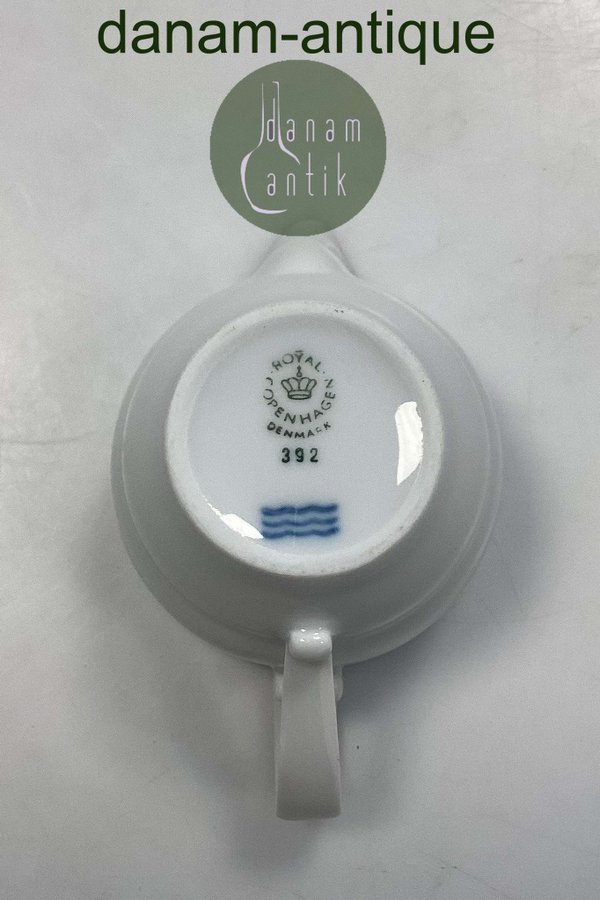 danam-antique
danam
antik
ROYAL
COPENHAGEN
DENMARK
392